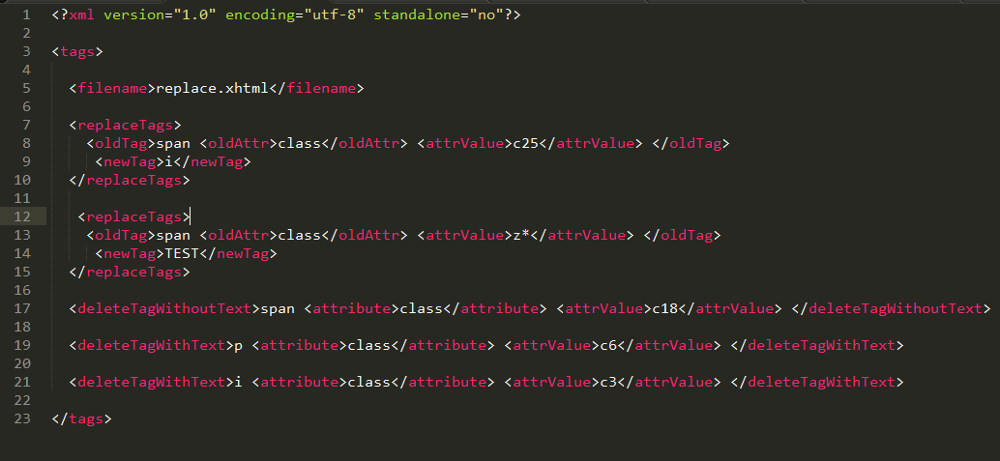 1 <?xml version="1.0" encoding="utf-8" standalone="no"?>
2
3 <tags>
4
5 <filename>replace.xhtml</filename>
6
7 <replaceTags>
8 <oldTag>span <oldAttr>class</oldAttr> <attrValue>c25</attrValue> </oldTag>
9 <newTag>i</newTag>
10 </replaceTags>
11
12 <replaceTags>
13 <oldTag>span <oldAttr>class</oldAttr> <attrValue>z*</attrValue> </oldTag>
14 <newTag>TEST</newTag>
15 </replaceTags>
16
17 <deleteTagWithoutText>span <attribute>class</attribute> <attrValue>c18</attrValue> </deleteTagWithoutText>
18
19 <deleteTagWithText>p <attribute>class</attribute> <attrValue>c6</attrValue> </deleteTagWithText>
20
21 <deleteTagWithText>i <attribute>class</attribute> <attrValue>c3</attrValue> </deleteTagWithText>
22
23 </tags>